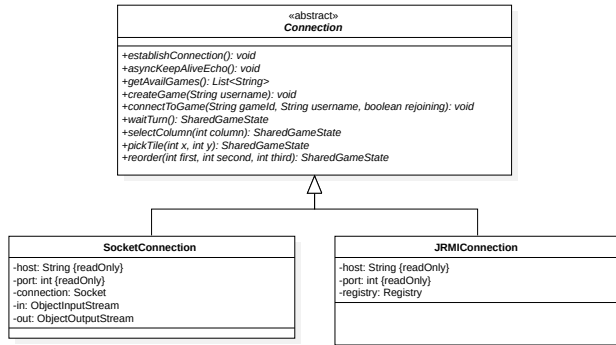 «abstract»
Connection
+establishConnection(): void
+asyncKeepAliveEcho(): void
+getAvailGames(): List<String>
+createGame(String username): void
+connectToGame(String gameId, String username, boolean rejoining): void
+waitTurn(): SharedGameState
+selectColumn(int column): SharedGameState
+pickTile(int x, int y): SharedGameState
+reorder(int first, int second, int third): SharedGameState
SocketConnection
-host: String {readOnly}
-port: int {readOnly}
-connection: Socket
-in: ObjectInputStream
-out: ObjectOutputStream
JRMIConnection
-host: String {readOnly}
-port: int {readOnly}
-registry: Registry